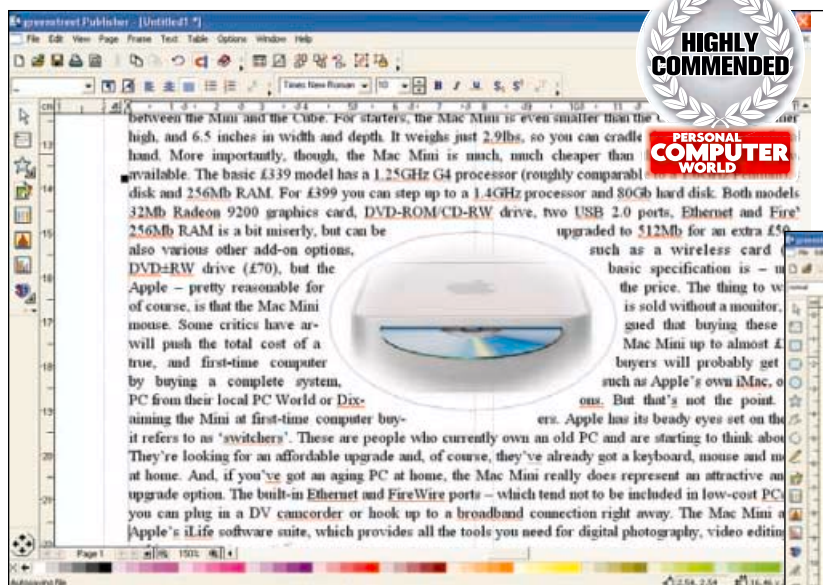 greenstreet Publisher - [Untitled1 *]
File Edit View Page Frame Text Table Options Window Help
Times New Roman 10 B I U S, S¹
HIGHLY
COMMENDED
PERSONAL
COMPUTER
WORLD
between the Mini and the Cube. For starters, the Mac Mini is even smaller than the
high, and 6.5 inches in width and depth. It weighs just 2.9lbs, so you can cradle
hand. More importantly, though, the Mac Mini is much, much cheaper than
available. The basic £339 model has a 1.25GHz G4 processor (roughly comparabl
disk and 256Mb RAM. For £399 you can step up to a 1.4GHz processor and 80Gb hard disk. Both models
32Mb Radeon 9200 graphics card, DVD-ROM/CD-RW drive, two USB 2.0 ports, Ethernet and Fire
256Mb RAM is a bit miserly, but can be upgraded to 512Mb for an extra £50
also various other add-on options, such as a wireless card
DVD±RW drive (£70), but the basic specification is –
Apple – pretty reasonable for the price. The thing to w
of course, is that the Mac Mini is sold without a monitor,
mouse. Some critics have ar- gued that buying these
will push the total cost of a Mac Mini up to almost £
true, and first-time computer buyers will probably get
by buying a complete system, such as Apple's own iMac, o
PC from their local PC World or Dix- ons. But that's not the point.
aiming the Mini at first-time computer buy- ers. Apple has its beady eyes set on the
it refers to as 'switchers'. These are people who currently own an old PC and are starting to think abou
They're looking for an affordable upgrade and, of course, they've already got a keyboard, mouse and m
at home. And, if you've got an aging PC at home, the Mac Mini really does represent an attractive an
upgrade option. The built-in Ethernet and FireWire ports – which tend not to be included in low-cost PC
you can plug in a DV camcorder or hook up to a broadband connection right away. The Mac Mini a
Apple's iLife software suite, which provides all the tools you need for digital photography, video editing
Page 1 150%
Autosaving file 2.54, 2.54